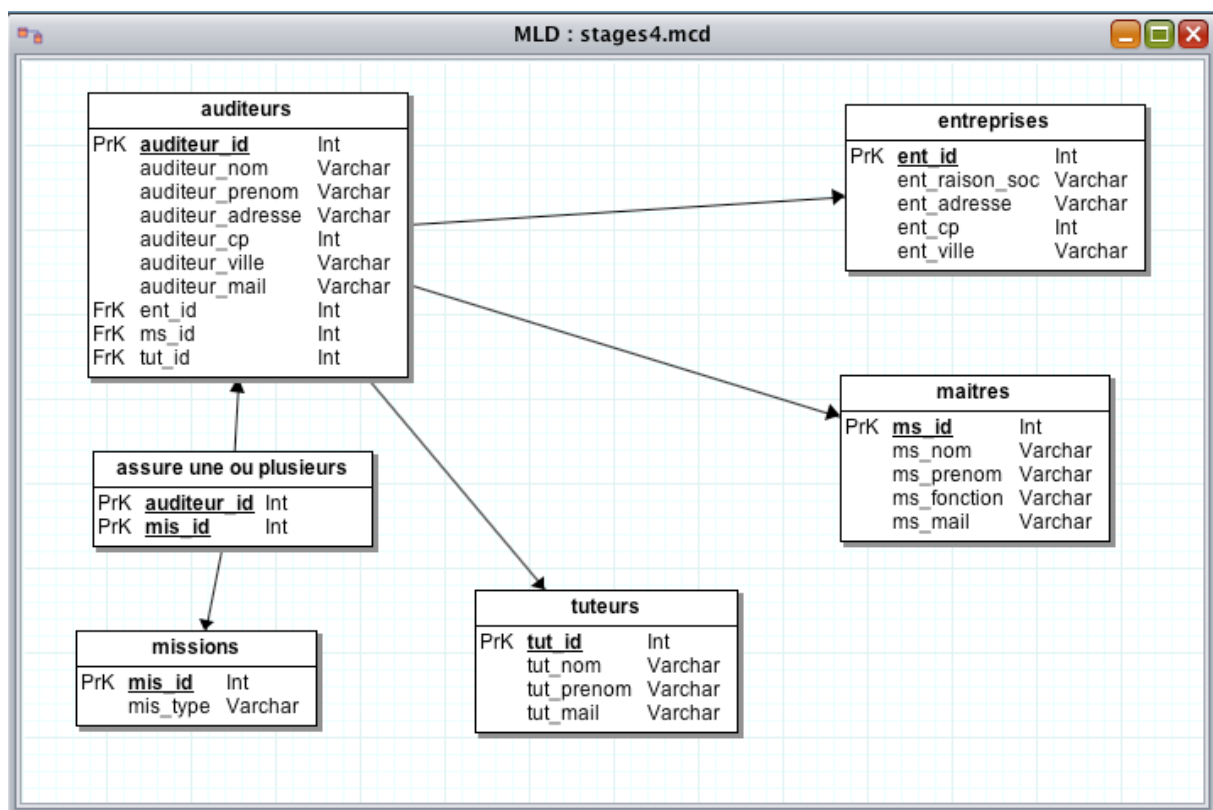 MLD : stages4.mcd
auditeurs
PrK auditeur_id Int
auditeur_nom Varchar
auditeur_prenom Varchar
auditeur_adresse Varchar
auditeur_cp Int
auditeur_ville Varchar
auditeur_mail Varchar
FrK ent_id Int
FrK ms_id Int
FrK tut_id Int
entreprises
PrK ent_id Int
ent_raison_soc Varchar
ent_adresse Varchar
ent_cp Int
ent_ville Varchar
maitres
PrK ms_id Int
ms_nom Varchar
ms_prenom Varchar
ms_fonction Varchar
ms_mail Varchar
assure une ou plusieurs
PrK auditeur_id Int
PrK mis_id Int
tuteurs
PrK tut_id Int
tut_nom Varchar
tut_prenom Varchar
tut_mail Varchar
missions
PrK mis_id Int
mis_type Varchar